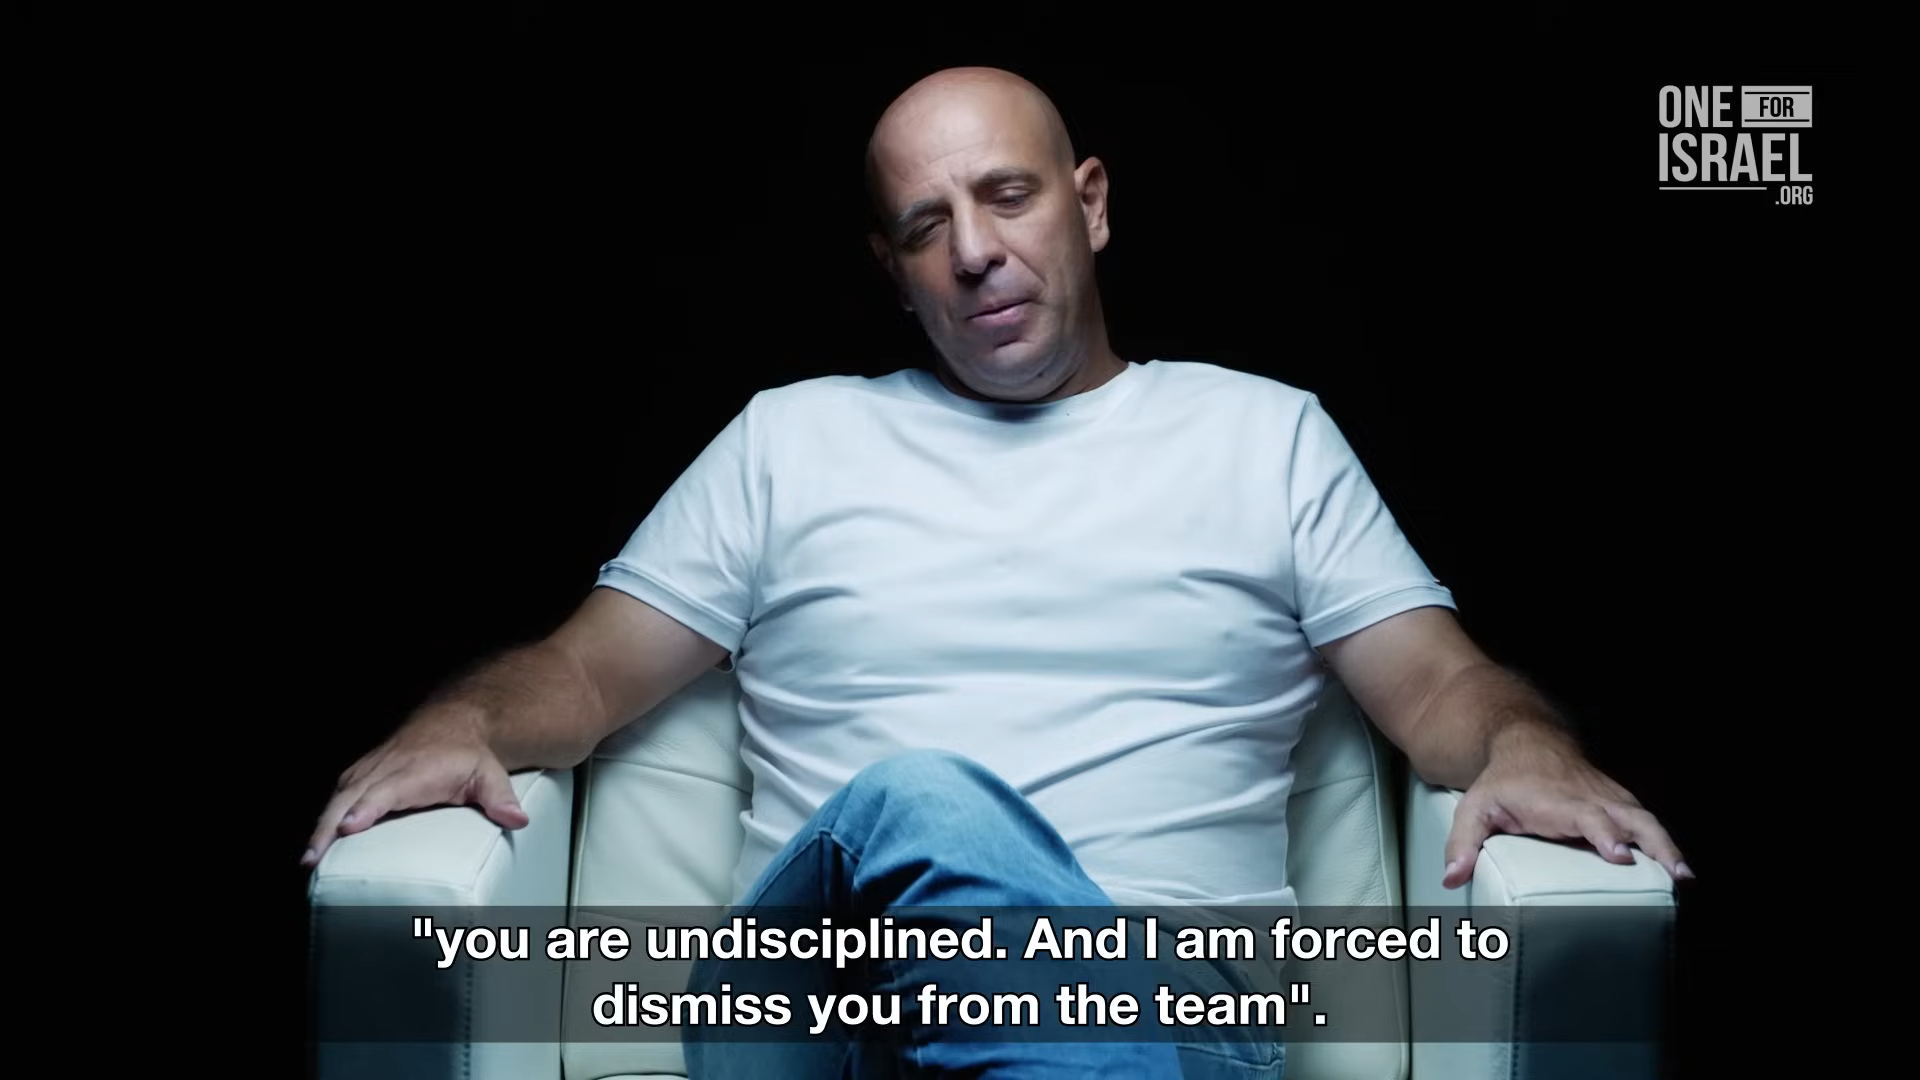 ONE FOR
ISRAEL
.ORG
"you are undisciplined. And I am forced to
dismiss you from the team".